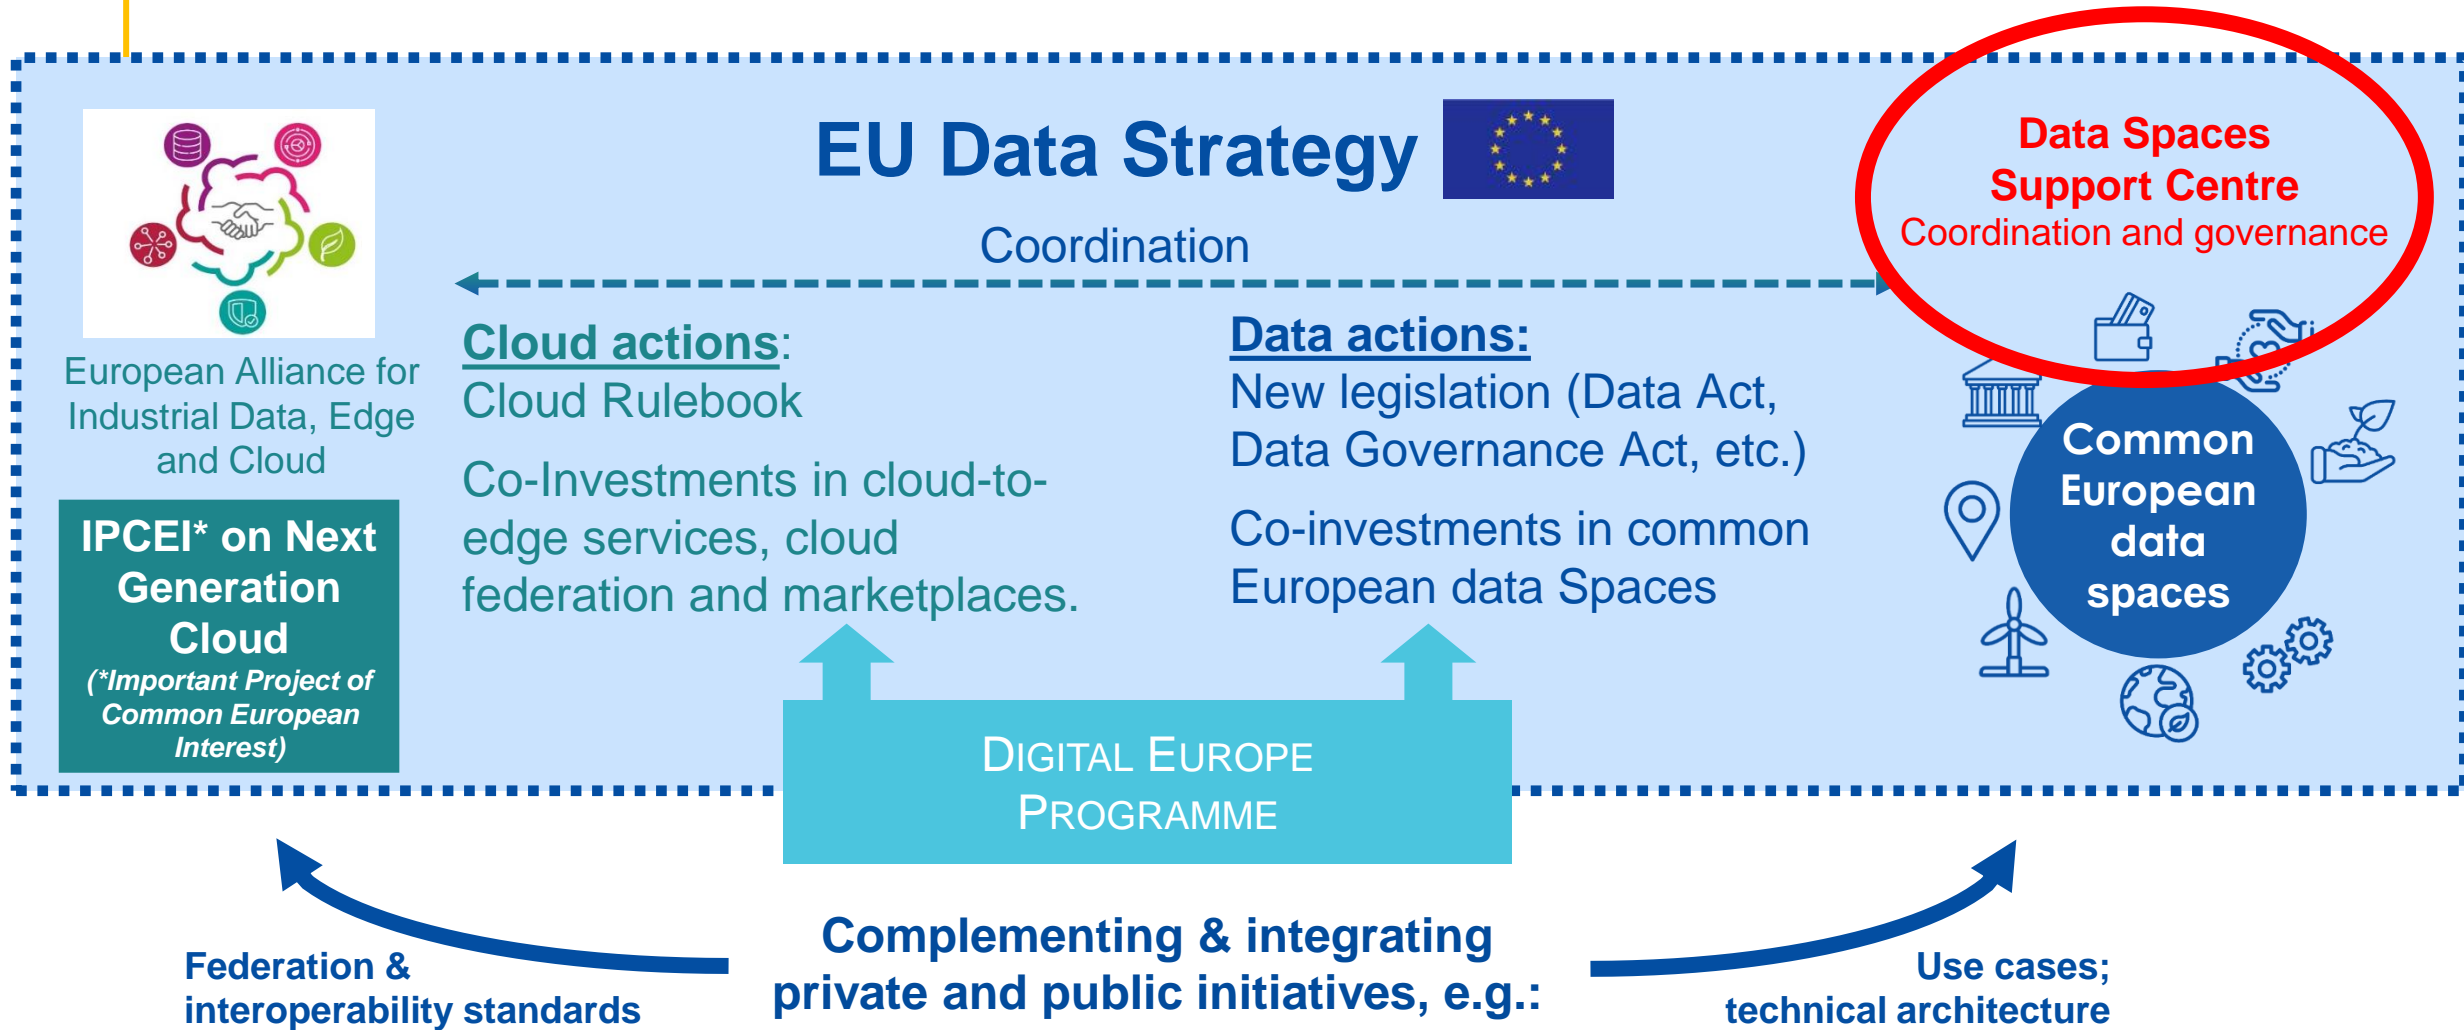 EU Data Strategy
Coordination
Data Spaces
Support Centre
Coordination and governance
European Alliance for
Industrial Data, Edge
and Cloud
IPCEI* on Next
Generation
Cloud
(*Important Project of
Common European
Interest)
Cloud actions:
Cloud Rulebook
Co-Investments in cloud-to-
edge services, cloud
federation and marketplaces.
Data actions:
New legislation (Data Act,
Data Governance Act, etc.)
Co-investments in common
European data Spaces
Common
European
data
spaces
DIGITAL EUROPE
PROGRAMME
Federation &
interoperability standards
Complementing & integrating
private and public initiatives, e.g.:
Use cases;
technical architecture